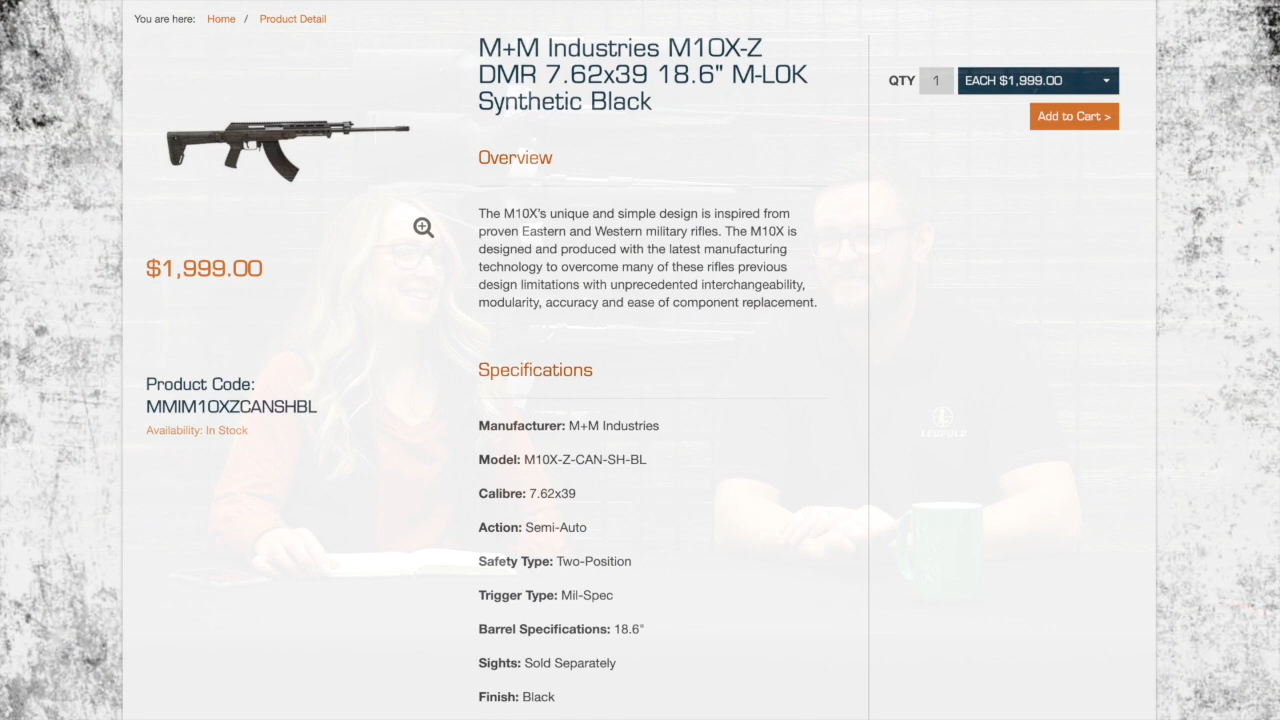 You are here: Home / Product Detail
M+M Industries M10X-Z
DMR 7.62x39 18.6" M-LOK
Synthetic Black
QTY 1 EACH $1,999.00
Add to Cart >
Overview
The M10X's unique and simple design is inspired from
proven Eastern and Western military rifles. The M10X is
designed and produced with the latest manufacturing
technology to overcome many of these rifles previous
design limitations with unprecedented interchangeability,
modularity, accuracy and ease of component replacement.
$1,999.00
Product Code:
MMIM10XZCANSHBL
Availability: In Stock
Specifications
Manufacturer: M+M Industries
Model: M10X-Z-CAN-SH-BL
Calibre: 7.62x39
Action: Semi-Auto
Safety Type: Two-Position
Trigger Type: Mil-Spec
Barrel Specifications: 18.6"
Sights: Sold Separately
Finish: Black
LEUPOLD